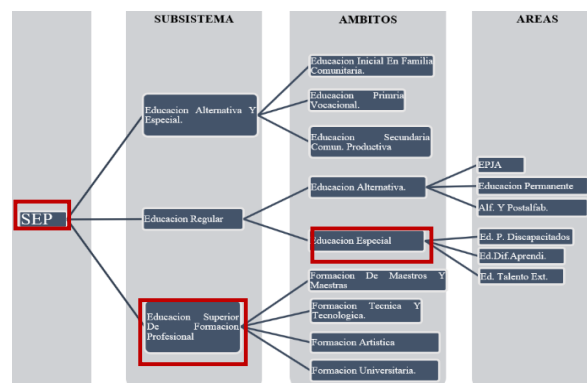 SUBSISTEMA
AMBITOS
AREAS
SEP
Educacion Alternativa Y
Especial.
Educacion Regular
Educacion Superior
De Formacion
Profesional
Educacion Inicial En Familia
Comunitaria.
Educacion Primria
Vocacional.
Educacion Secundaria
Comun. Productiva
Educacion Alternativa.
Educacion Especial
Formacion De Maestros Y
Maestras
Formacion Tecnica Y
Tecnologica.
Formacion Artistica
Formacion Universitaria.
EPJA
Educacion Permanente
Alf. Y Postalfab.
Ed. P. Discapacitados
Ed.Dif.Aprendi.
Ed. Talento Ext.